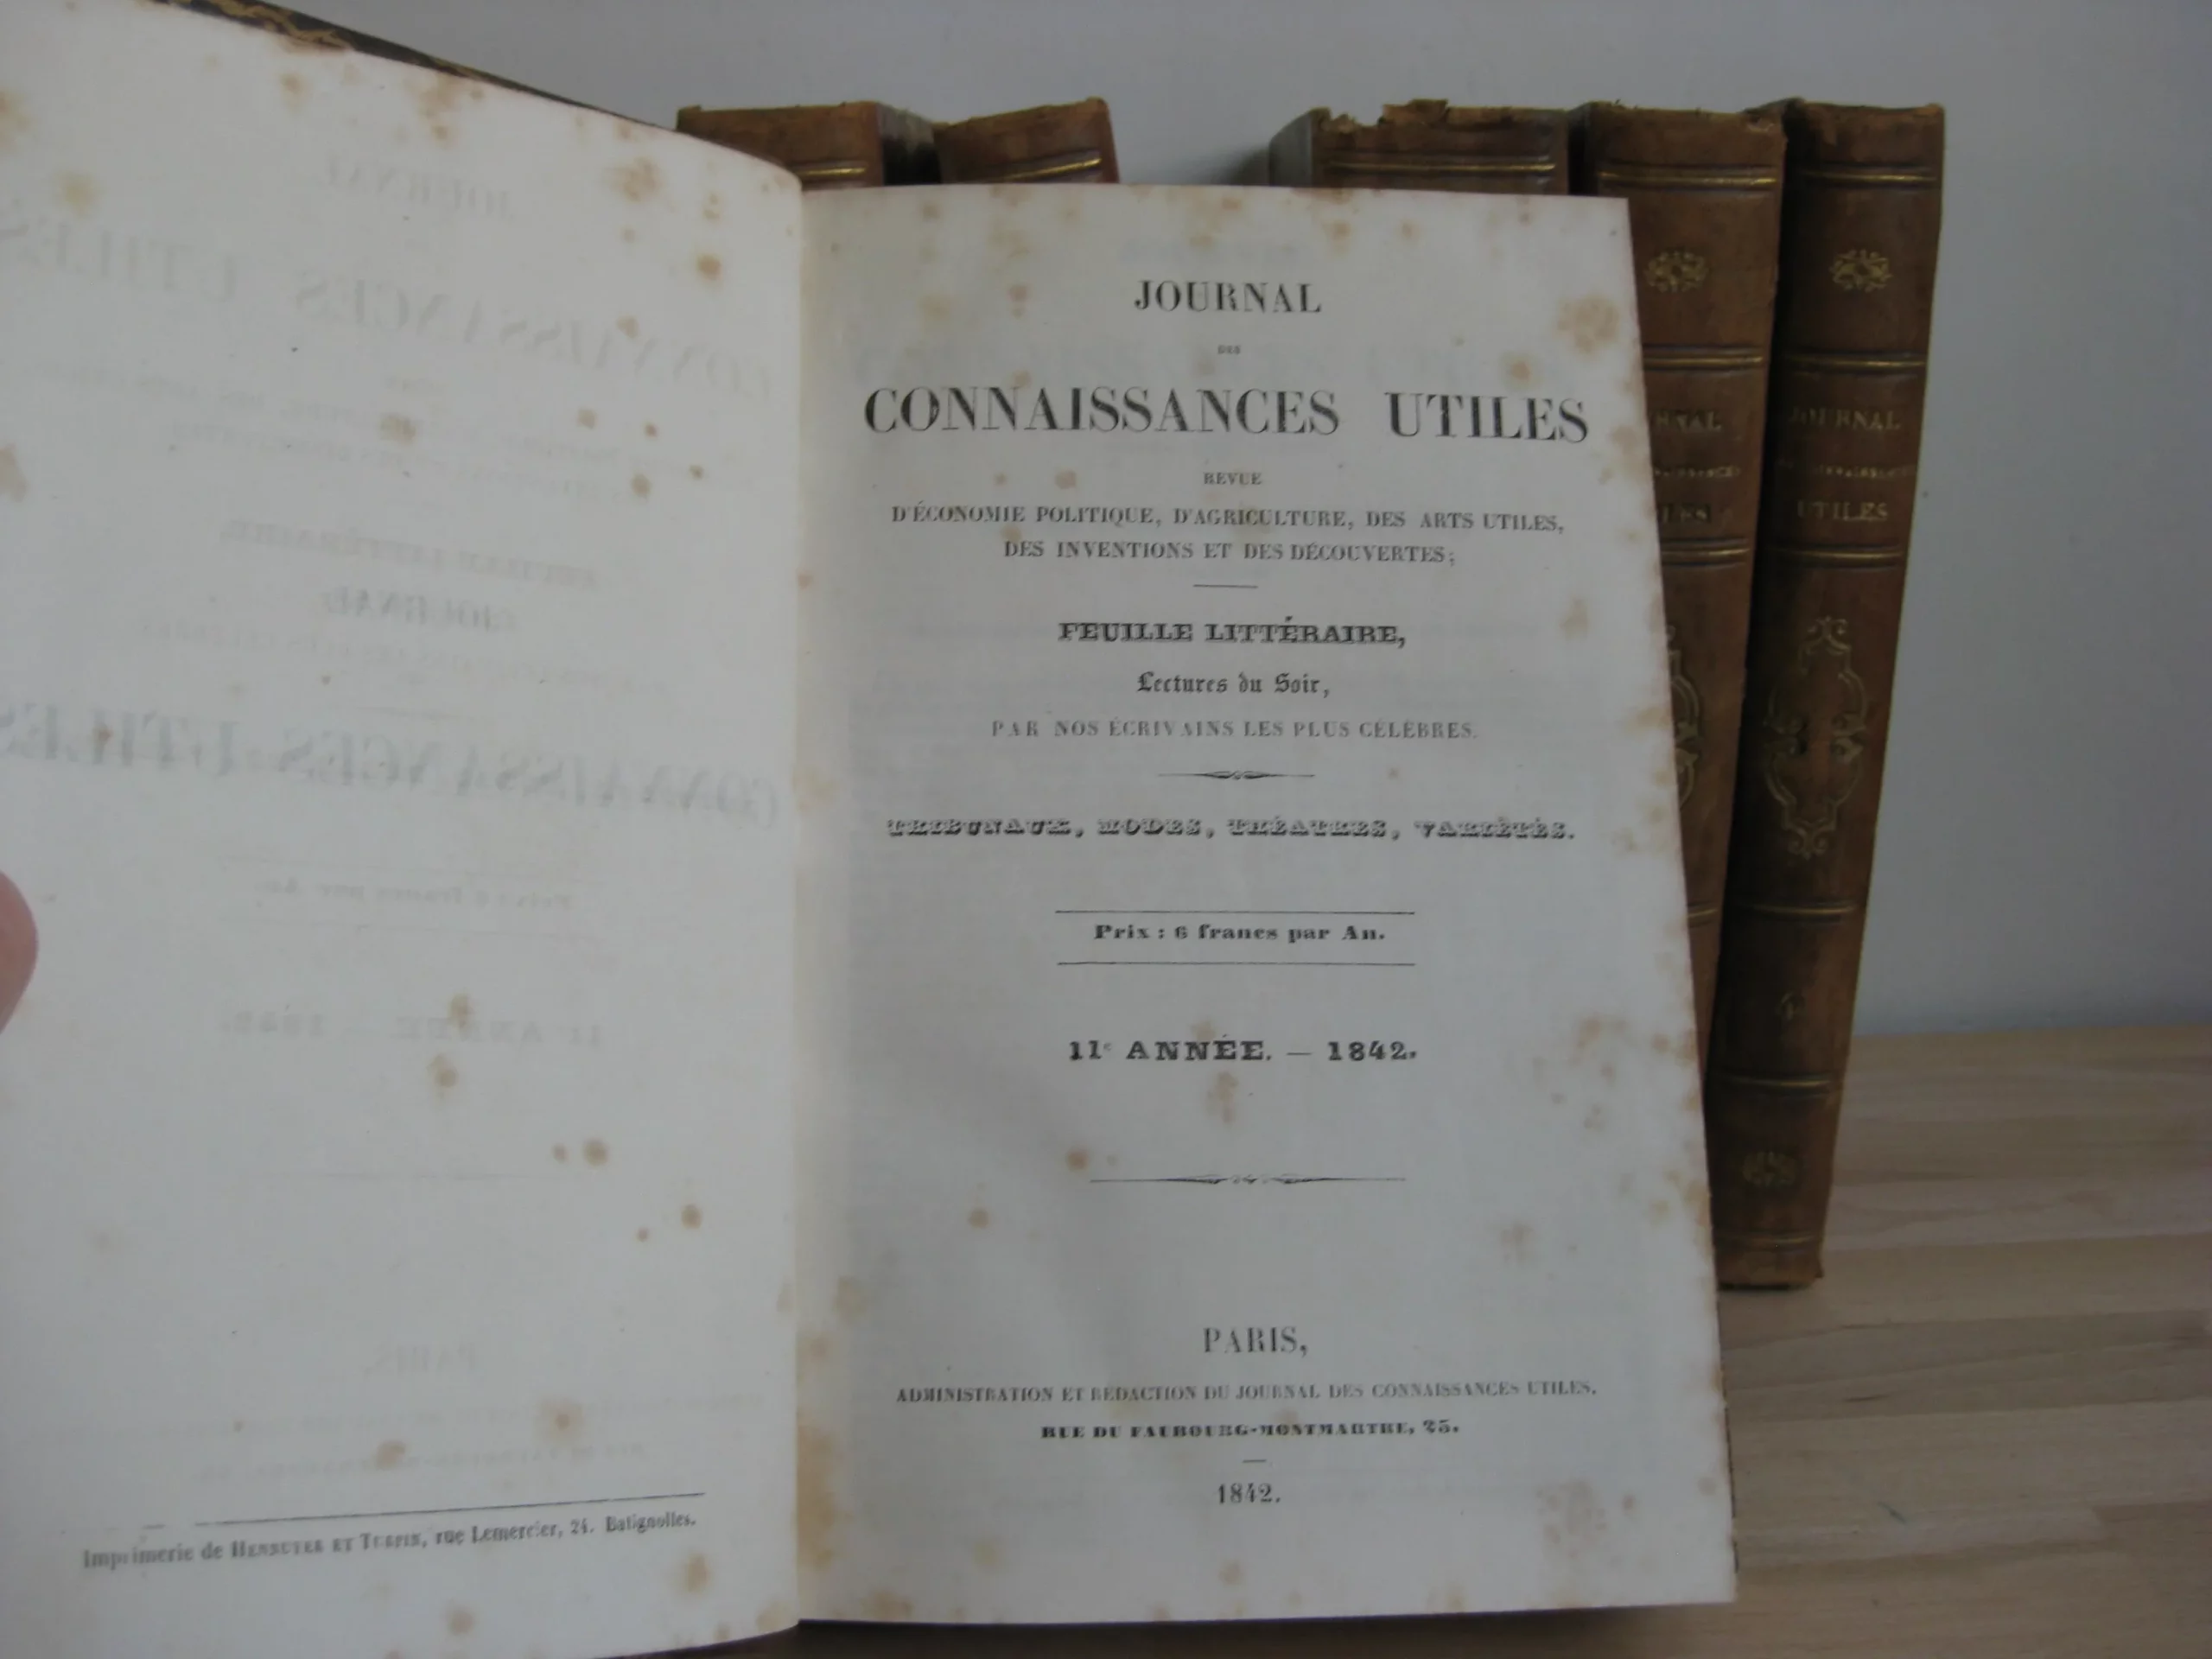 Imprimerie de HENNUYER ET TURPIN, rue Lemercier, 24. Batignolles.
JOURNAL
DES
CONNAISSANCES UTILES
REVUE
D'ÉCONOMIE POLITIQUE, D'AGRICULTURE, DES ARTS UTILES,
DES INVENTIONS ET DES DÉCOUVERTES;
FEUILLE LITTÉRAIRE,
Lectures du Soir,
PAR NOS ÉCRIVAINS LES PLUS CÉLÈBRES.
TRIBUNAUX, MODES, THÉATRES, VARIÉTÉS.
Prix : 6 francs par An.
11e ANNÉE. — 1842.
PARIS,
ADMINISTRATION ET RÉDACTION DU JOURNAL DES CONNAISSANCES UTILES,
RUE DU FAUBOURG-MONTMARTRE, 25.
1842.
JOURNAL
UTILES
4